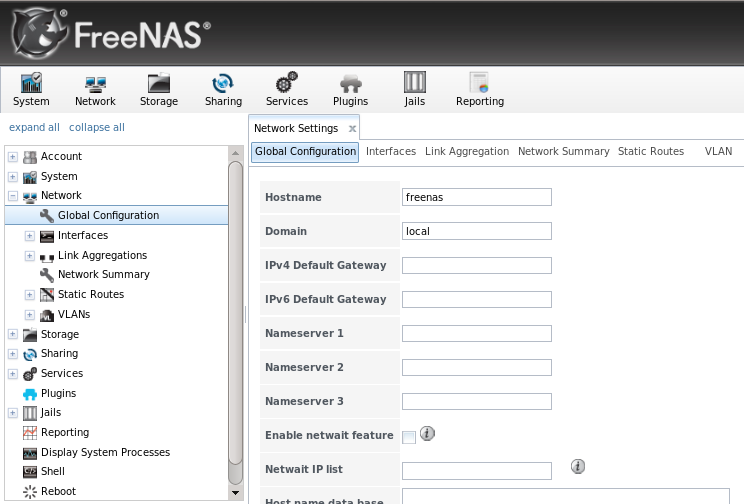 FreeNAS®
System Network Storage Sharing Services Plugins Jails Reporting
expand all collapse all
Network Settings x
Global Configuration Interfaces Link Aggregation Network Summary Static Routes VLAN
Account
System
Network
Global Configuration
Interfaces
Link Aggregations
Network Summary
Static Routes
VLANs
Storage
Sharing
Services
Plugins
Jails
Reporting
Display System Processes
Shell
Reboot
Hostname freenas
Domain local
IPv4 Default Gateway
IPv6 Default Gateway
Nameserver 1
Nameserver 2
Nameserver 3
Enable netwait feature i
Netwait IP list i
Host name data base